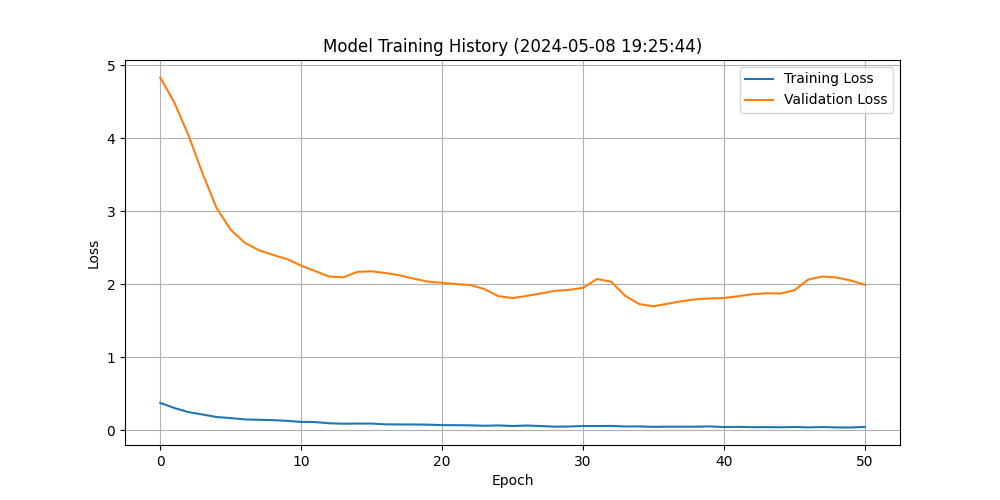 Model Training History (2024-05-08 19:25:44)
Training Loss
Validation Loss
5
4
3
2
1
0
Loss
0 10 20 30 40 50
Epoch